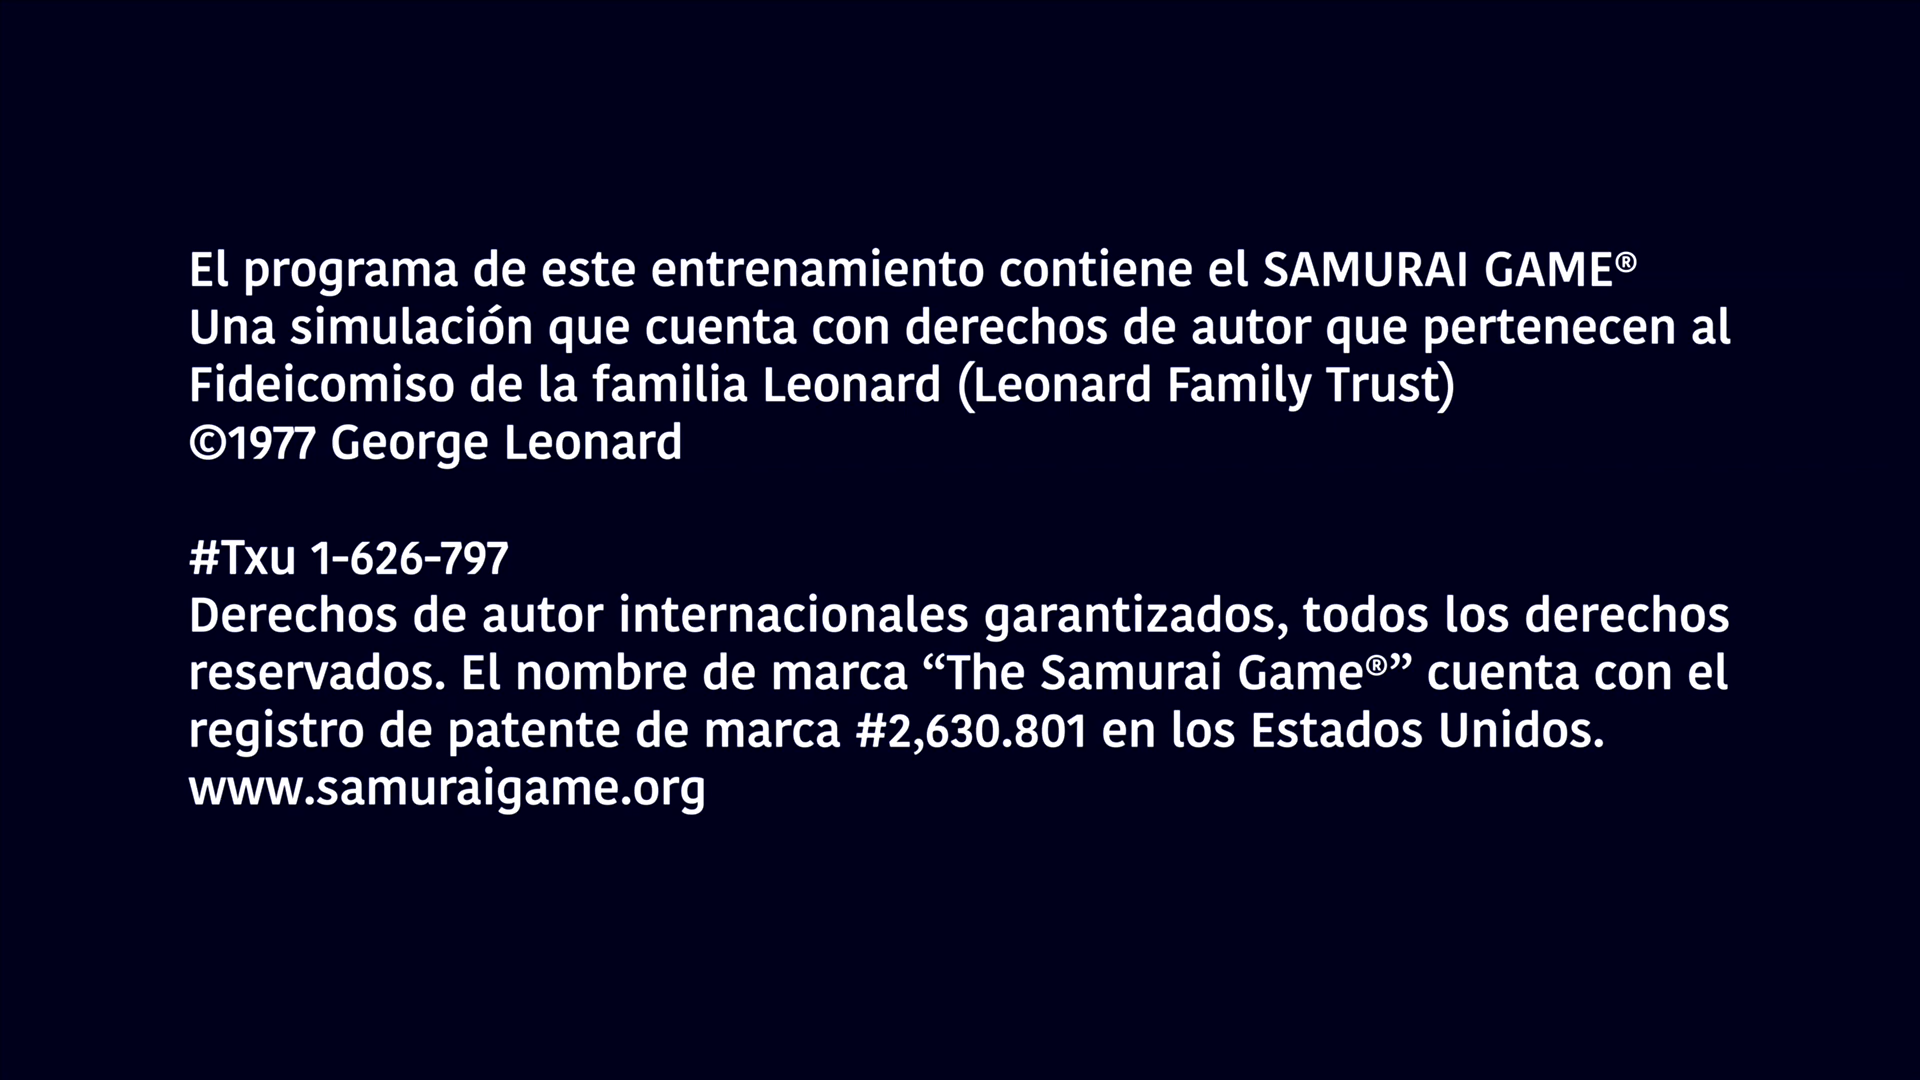 El programa de este entrenamiento contiene el SAMURAI GAME®
Una simulación que cuenta con derechos de autor que pertenecen al
Fideicomiso de la familia Leonard (Leonard Family Trust)
©1977 George Leonard
#Txu 1-626-797
Derechos de autor internacionales garantizados, todos los derechos
reservados. El nombre de marca “The Samurai Game®” cuenta con el
registro de patente de marca #2,630.801 en los Estados Unidos.
www.samuraigame.org